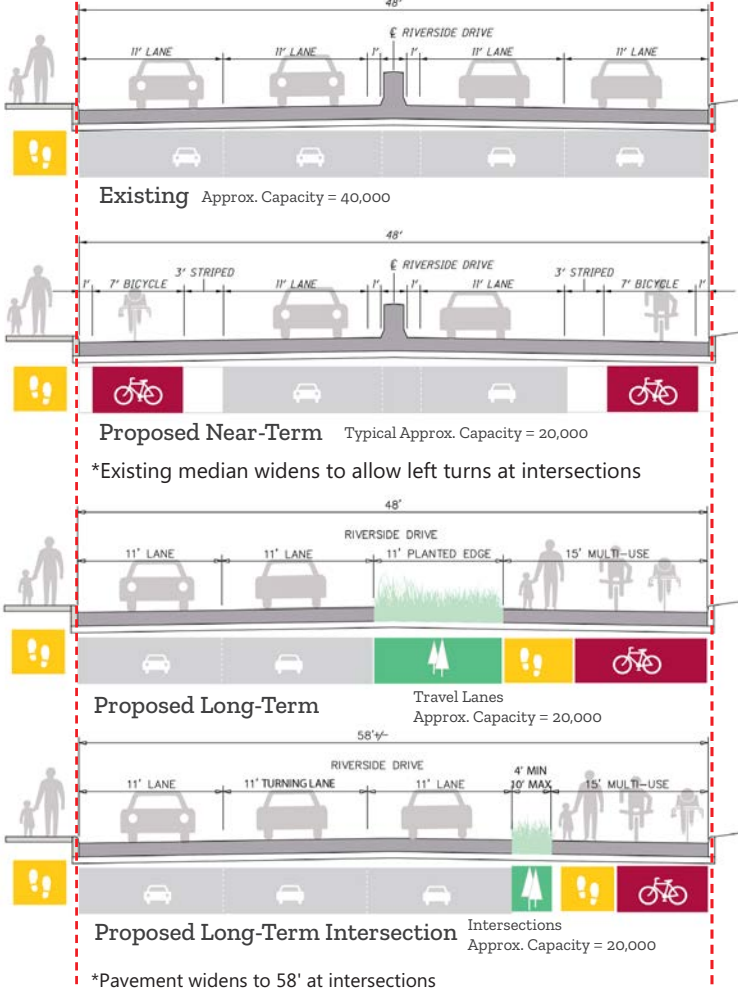 48'
℄ RIVERSIDE DRIVE
11' LANE 11' LANE 1' 1' 11' LANE 11' LANE
Existing Approx. Capacity = 40,000
48'
℄ RIVERSIDE DRIVE
1' 7' BICYCLE 3' STRIPED 11' LANE 1' 1' 11' LANE 3' STRIPED 7' BICYCLE 1'
Proposed Near-Term Typical Approx. Capacity = 20,000
*Existing median widens to allow left turns at intersections
48'
RIVERSIDE DRIVE
11' LANE 11' LANE 11' PLANTED EDGE 15' MULTI-USE
Proposed Long-Term
Travel Lanes
Approx. Capacity = 20,000
58'+/-
RIVERSIDE DRIVE
11' LANE 11' TURNING LANE 11' LANE 4' MIN 10' MAX 15' MULTI-USE
Proposed Long-Term Intersection
Intersections
Approx. Capacity = 20,000
*Pavement widens to 58' at intersections